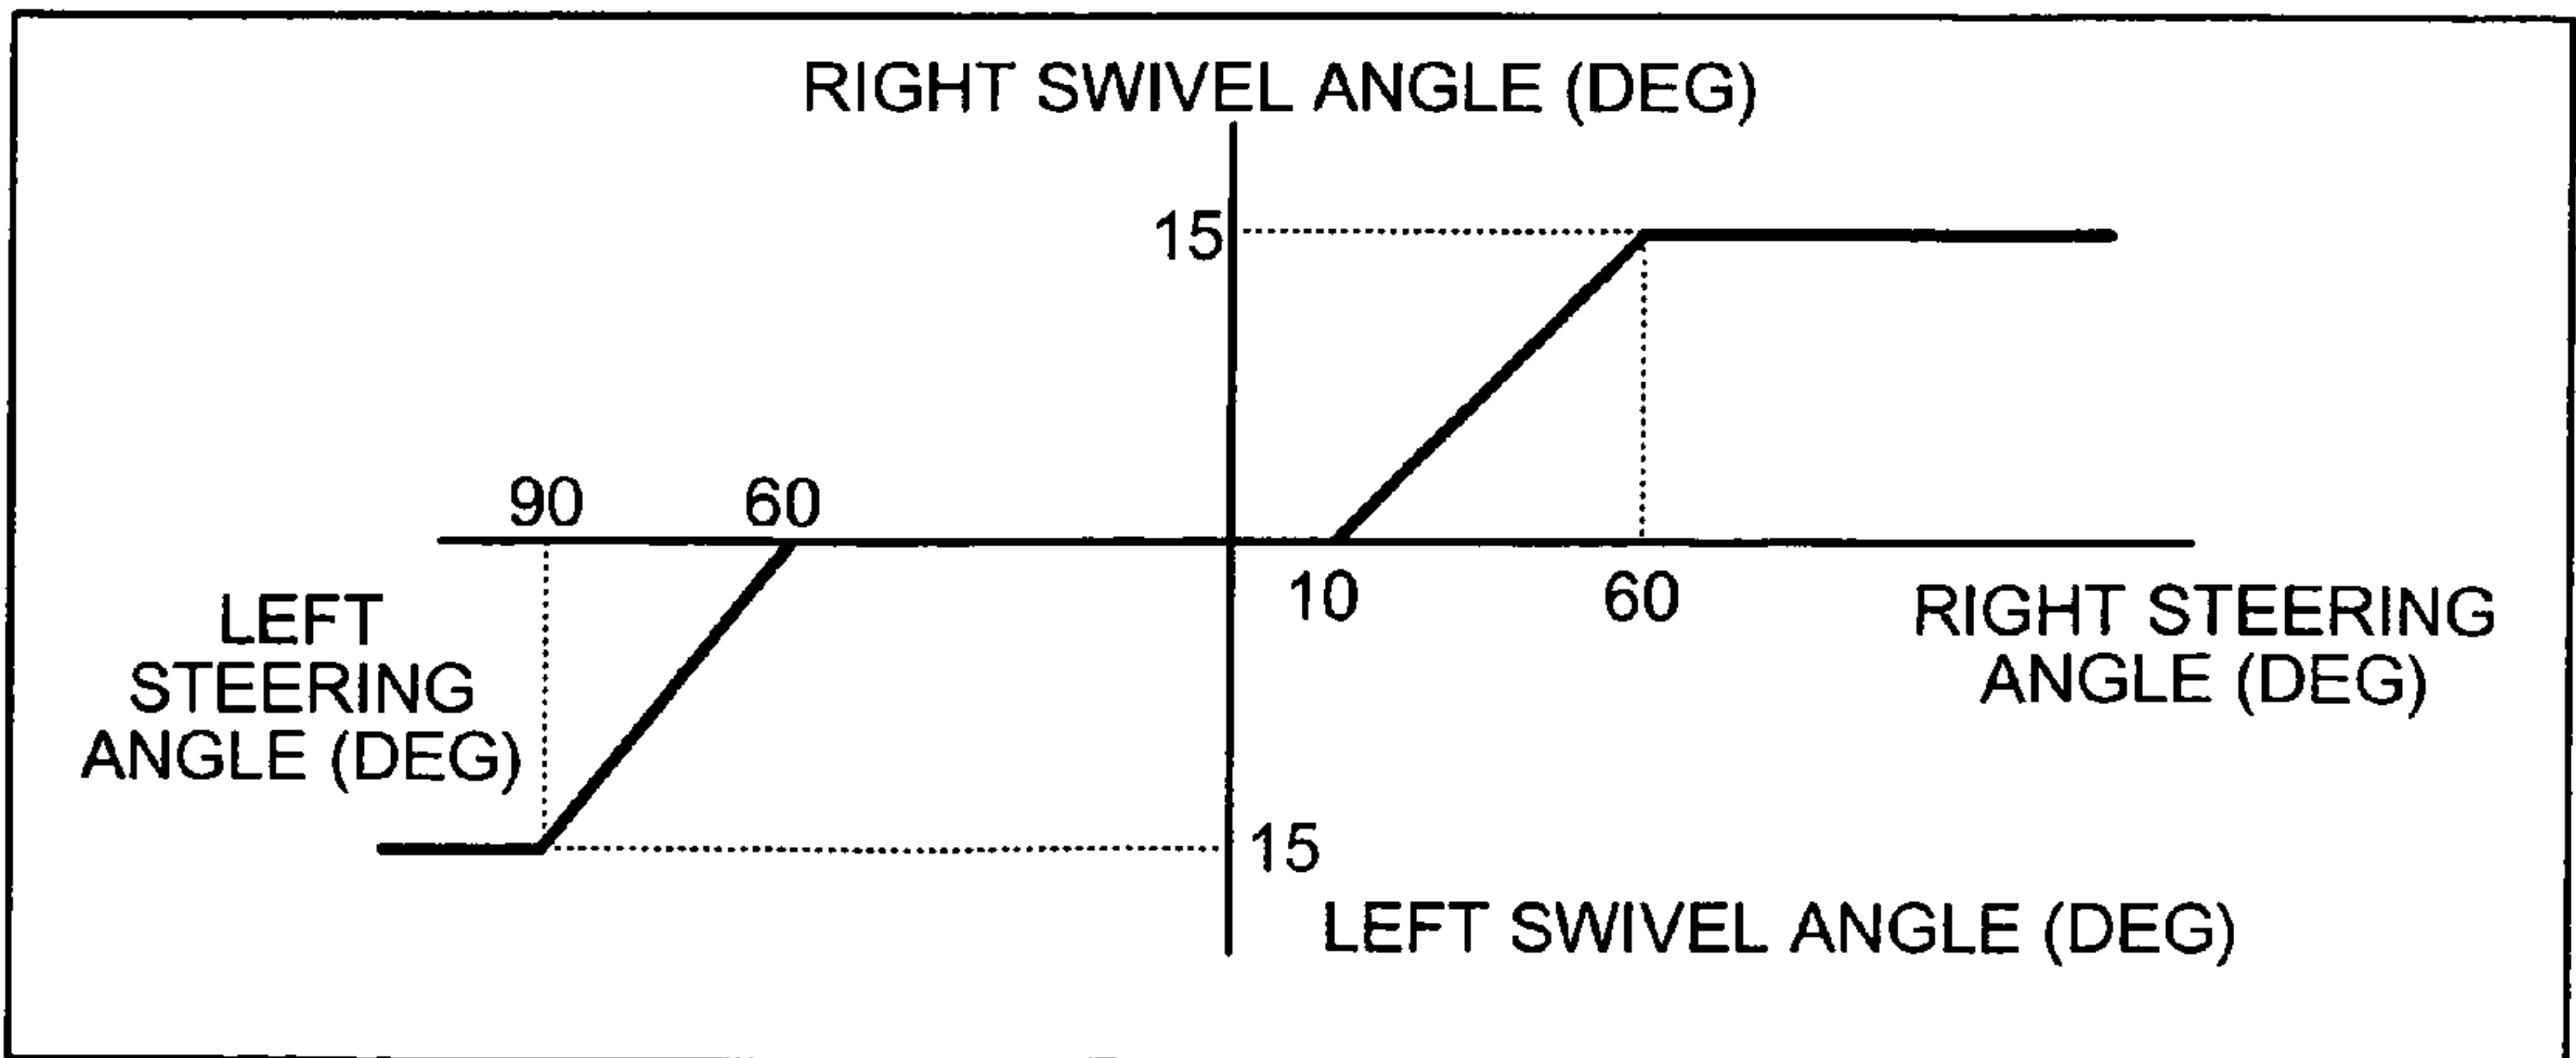 RIGHT SWIVEL ANGLE (DEG)
15
90
60
10
60
LEFT
STEERING
ANGLE (DEG)
RIGHT STEERING
ANGLE (DEG)
15
LEFT SWIVEL ANGLE (DEG)